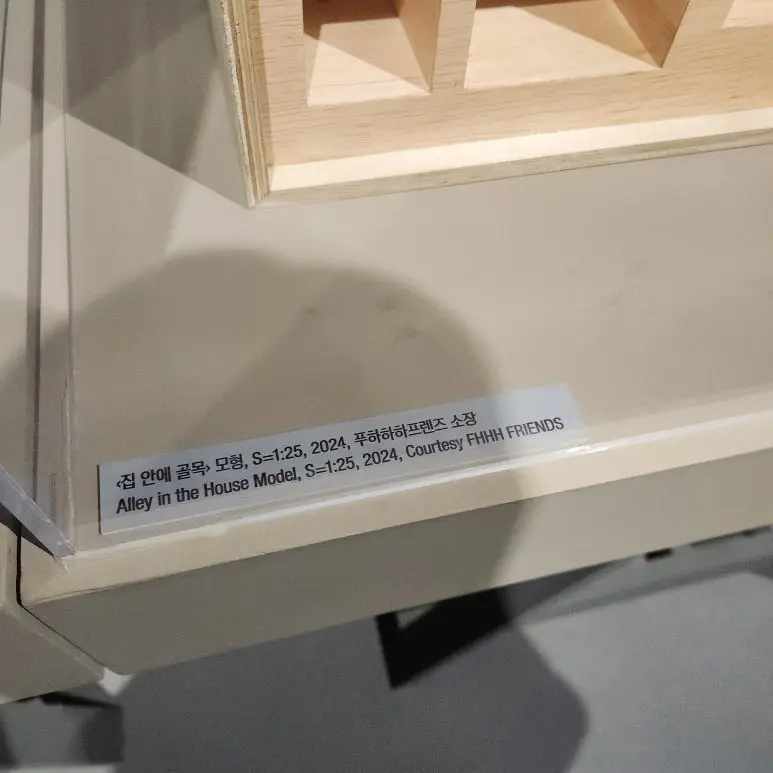 ‹집 안에 골목› 모형, S=1:25, 2024, 푸하하하프렌즈 소장
Alley in the House Model, S=1:25, 2024, Courtesy FHHH FRIENDS